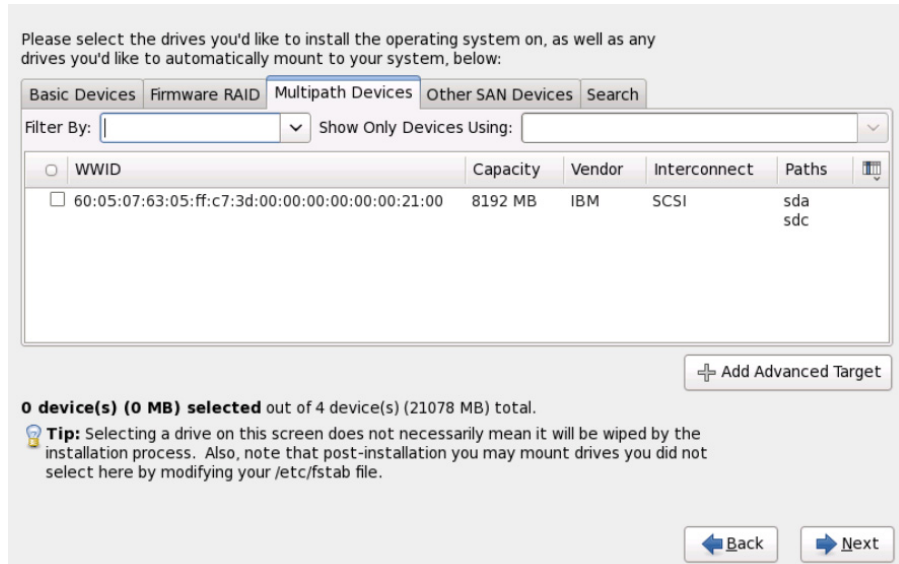 Please select the drives you'd like to install the operating system on, as well as any
drives you'd like to automatically mount to your system, below:
Basic Devices Firmware RAID Multipath Devices Other SAN Devices Search
Filter By: Show Only Devices Using:
WWID Capacity Vendor Interconnect Paths
60:05:07:63:05:ff:c7:3d:00:00:00:00:00:00:21:00 8192 MB IBM SCSI sda
sdc
Add Advanced Target
0 device(s) (0 MB) selected out of 4 device(s) (21078 MB) total.
Tip: Selecting a drive on this screen does not necessarily mean it will be wiped by the
installation process. Also, note that post-installation you may mount drives you did not
select here by modifying your /etc/fstab file.
Back Next